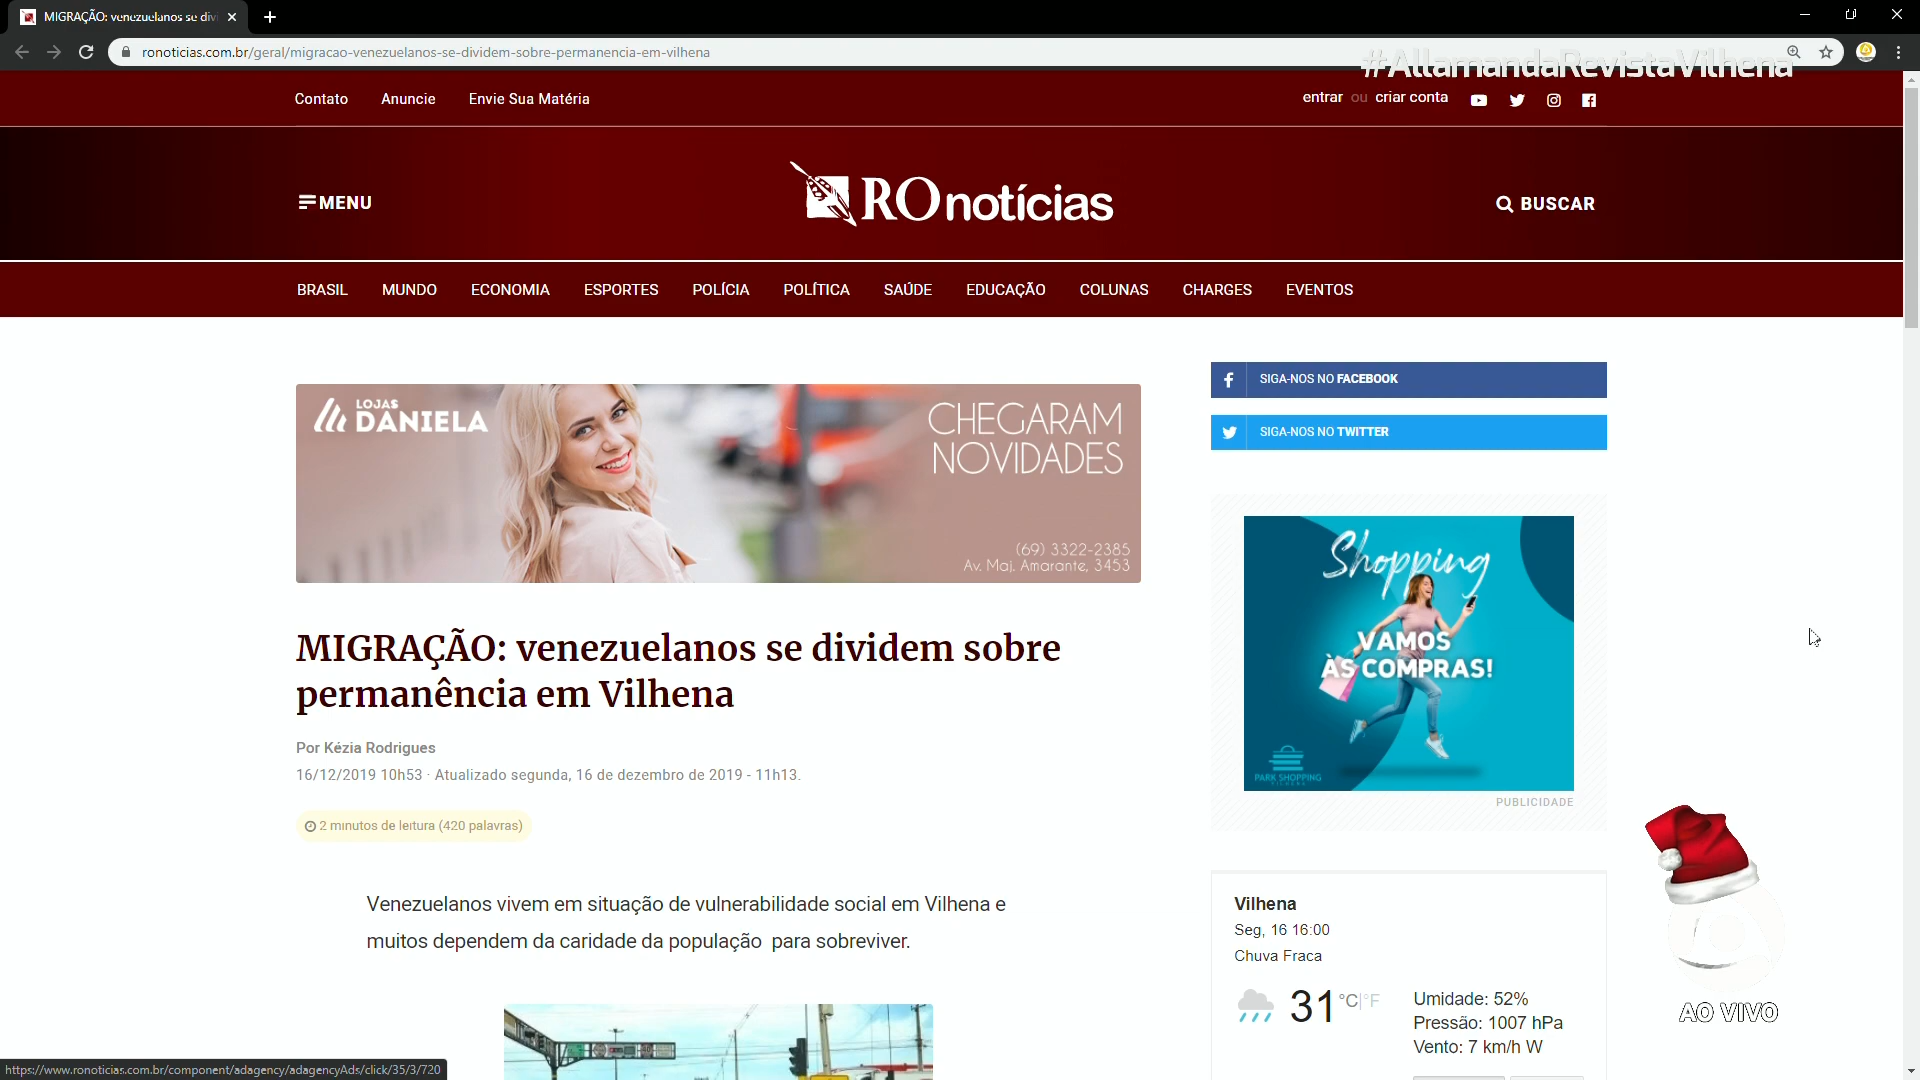 MIGRAÇÃO: venezuelanos se divi
ronoticias.com.br/geral/migracao-venezuelanos-se-dividem-sobre-permanencia-em-vilhena
#AllamandaRevistaVilhena
Contato Anuncie Envie Sua Matéria
entrar ou criar conta
MENU
ROnotícias
BUSCAR
BRASIL MUNDO ECONOMIA ESPORTES POLÍCIA POLÍTICA SAÚDE EDUCAÇÃO COLUNAS CHARGES EVENTOS
LOJAS
DANIELA
CHEGARAM
NOVIDADES
(69) 3322-2385
Av. Maj. Amarante, 3453
SIGA-NOS NO FACEBOOK
SIGA-NOS NO TWITTER
Shopping
VAMOS
ÀS COMPRAS!
PARK SHOPPING
PUBLICIDADE
MIGRAÇÃO: venezuelanos se dividem sobre
permanência em Vilhena
Por Kézia Rodrigues
16/12/2019 10h53 · Atualizado segunda, 16 de dezembro de 2019 - 11h13.
2 minutos de leitura (420 palavras)
Venezuelanos vivem em situação de vulnerabilidade social em Vilhena e
muitos dependem da caridade da população para sobreviver.
Vilhena
Seg, 16 16:00
Chuva Fraca
31 °C|°F
Umidade: 52%
Pressão: 1007 hPa
Vento: 7 km/h W
AO VIVO
https://www.ronoticias.com.br/component/adagency/adagencyAds/click/35/3/720